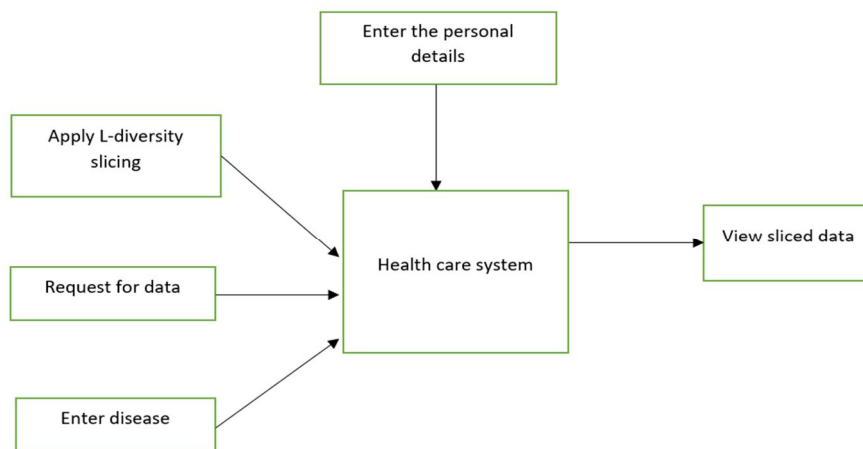 Enter the personal
details
Apply L-diversity
slicing
Health care system
View sliced data
Request for data
Enter disease